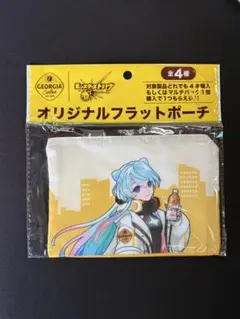 GEORGIA
全4種
対象製品どれでも4本購入
もしくはマルチパック1個
購入で1つもらえる!!
オリジナルフラットポーチ